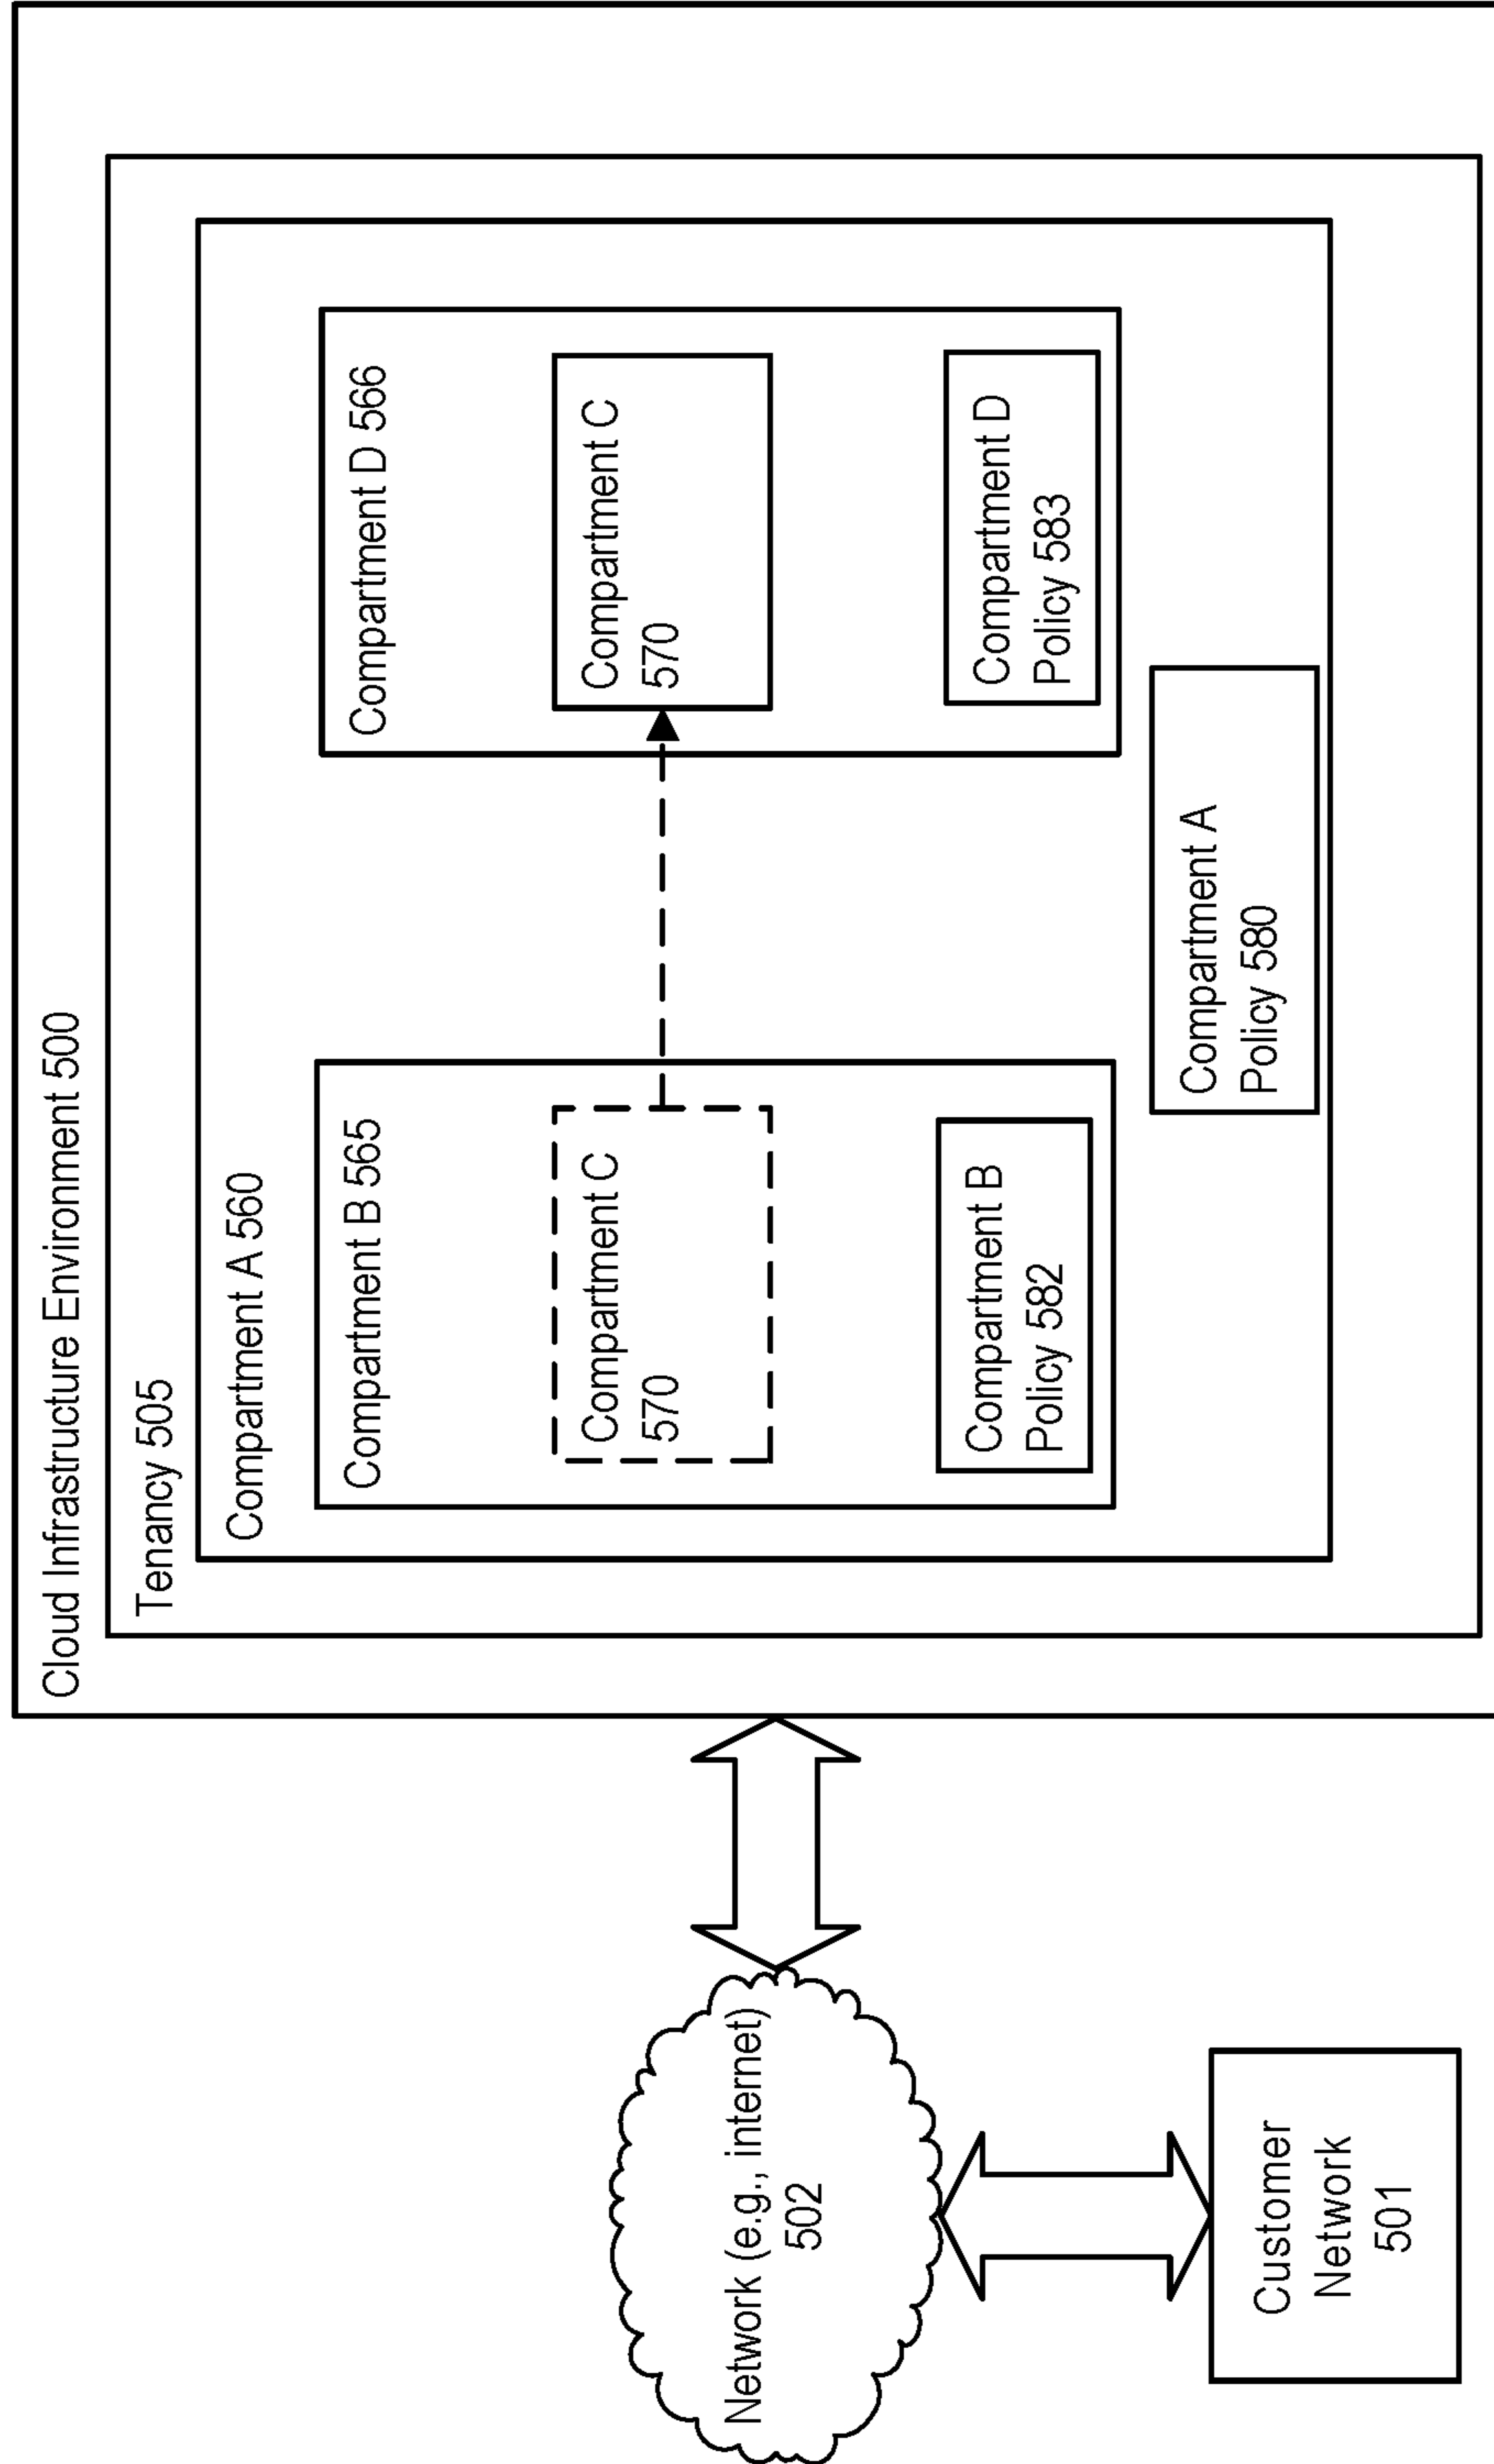 Cloud Infrastructure Environment 500
Tenancy 505
Compartment A 560
Compartment B 565
Compartment C
570
Compartment B
Policy 582
Compartment D 566
Compartment C
570
Compartment D
Policy 583
Compartment A
Policy 580
Network (e.g., internet)
502
Customer
Network
501